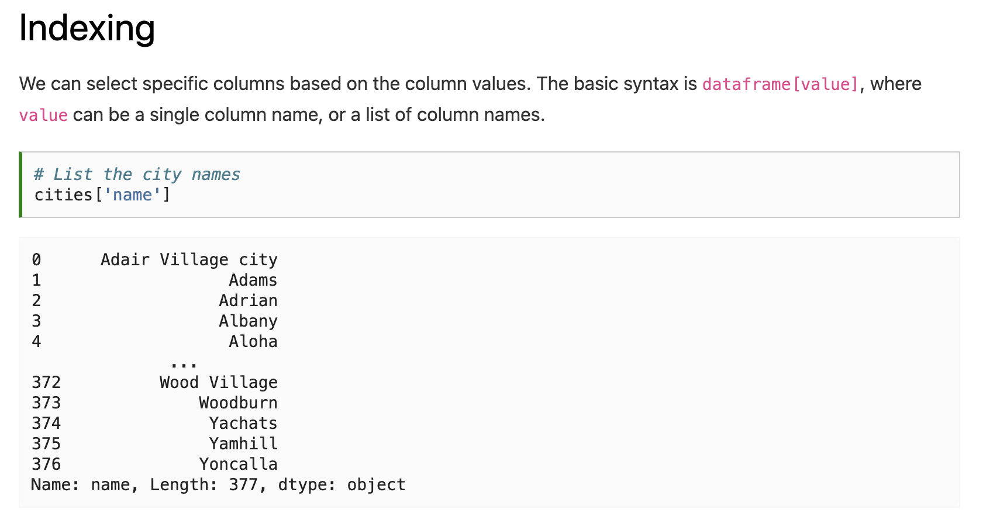 Indexing
We can select specific columns based on the column values. The basic syntax is dataframe[value], where
value can be a single column name, or a list of column names.
# List the city names
cities['name']
0      Adair Village city
1                   Adams
2                  Adrian
3                  Albany
4                   Aloha
              ...
372          Wood Village
373              Woodburn
374               Yachats
375               Yamhill
376              Yoncalla
Name: name, Length: 377, dtype: object